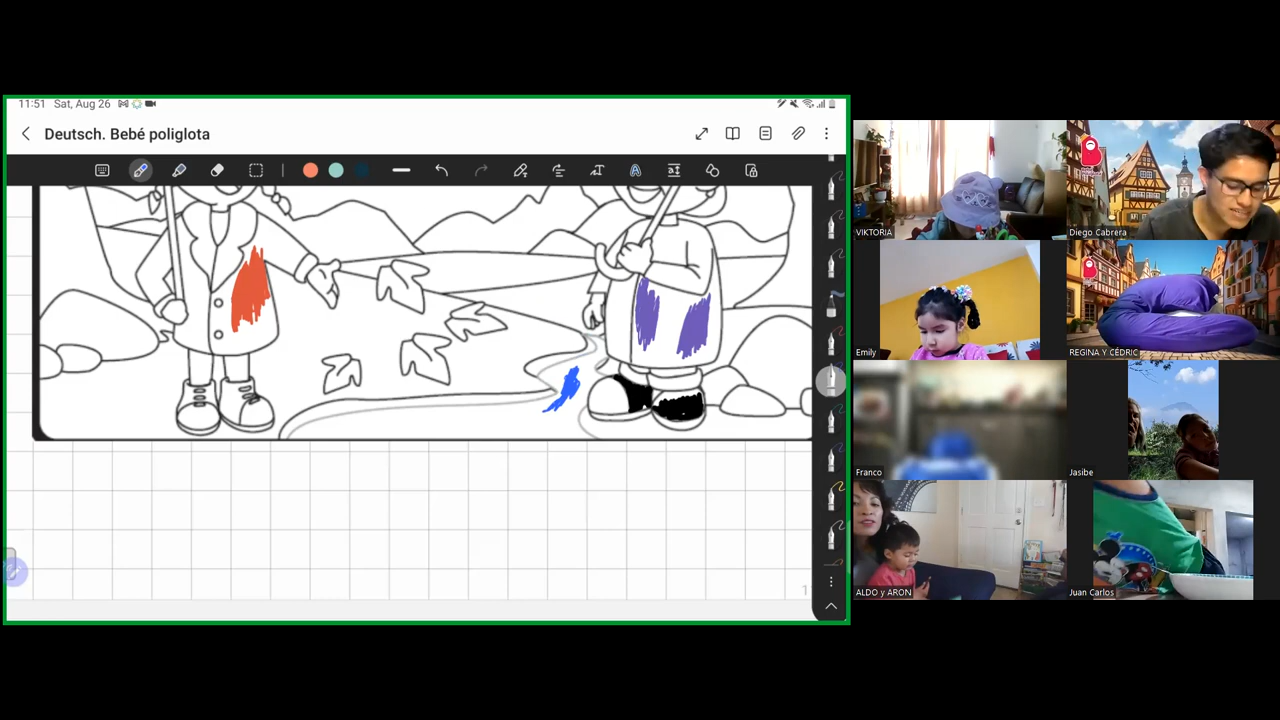 11:51 Sat, Aug 26
Deutsch. Bebé poliglota
VIKTORIA
Diego Cabrera
Emily
REGINA Y CÉDRIC
Franco
Jasibe
ALDO y ARON
Juan Carlos
1